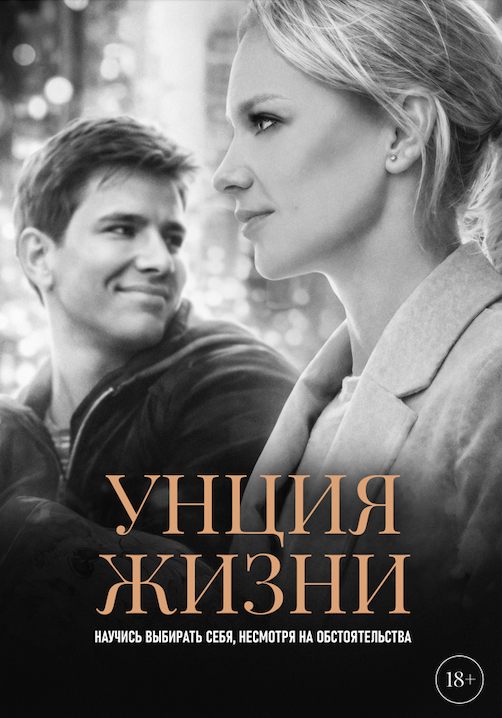 УНЦИЯ
ЖИЗНИ
НАУЧИСЬ ВЫБИРАТЬ СЕБЯ, НЕСМОТРЯ НА ОБСТОЯТЕЛЬСТВА
18+